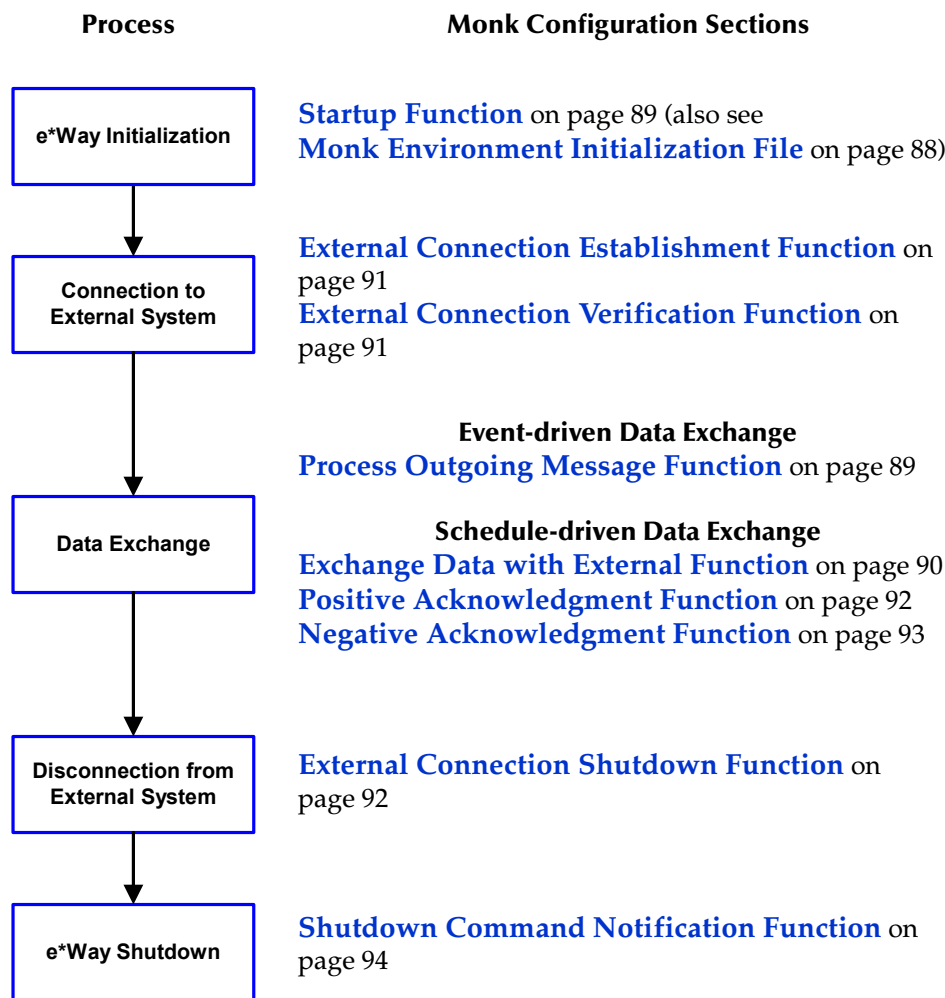 Process
Monk Configuration Sections
e*Way Initialization
Startup Function on page 89 (also see
Monk Environment Initialization File on page 88)
Connection to
External System
External Connection Establishment Function on
page 91
External Connection Verification Function on
page 91
Data Exchange
Event-driven Data Exchange
Process Outgoing Message Function on page 89
Schedule-driven Data Exchange
Exchange Data with External Function on page 90
Positive Acknowledgment Function on page 92
Negative Acknowledgment Function on page 93
Disconnection from
External System
External Connection Shutdown Function on
page 92
e*Way Shutdown
Shutdown Command Notification Function on
page 94